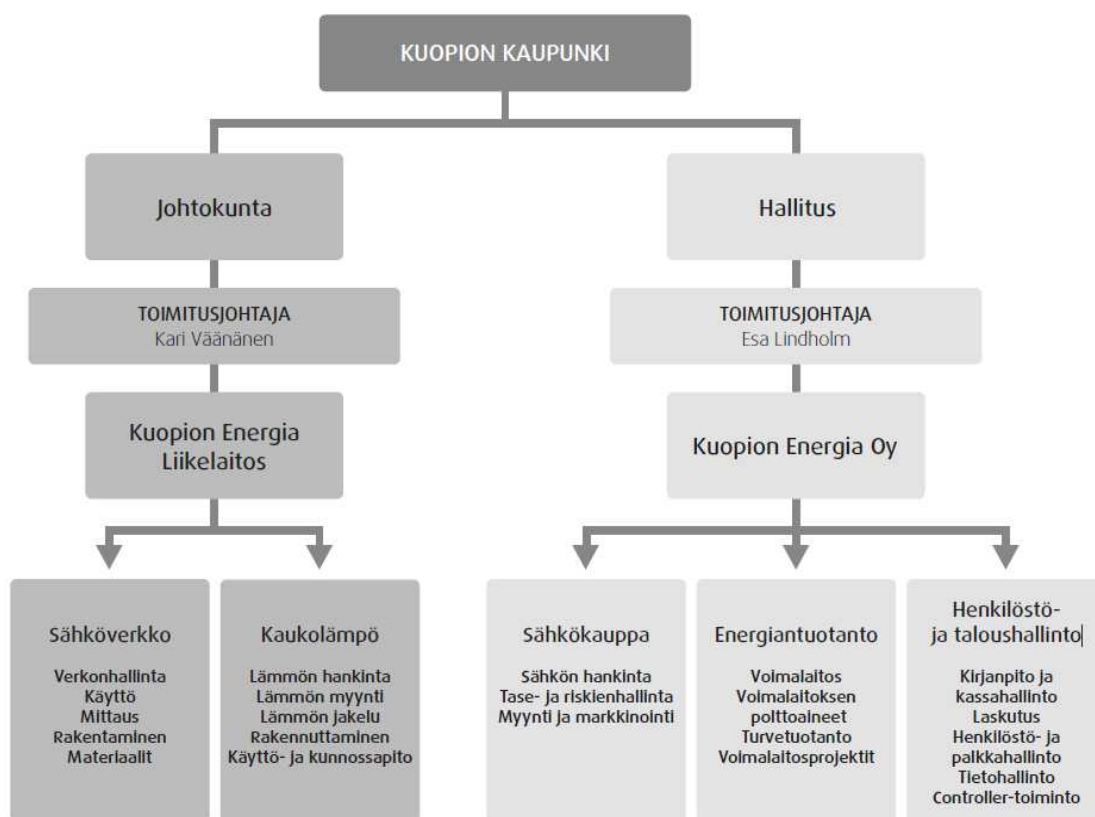 KUOPION KAUPUNKI
Johtokunta
Hallitus
TOIMITUSJOHTAJA
Kari Väänänen
TOIMITUSJOHTAJA
Esa Lindholm
Kuopion Energia
Liikelaitos
Kuopion Energia Oy
Sähköverkko
Verkonhallinta
Käyttö
Mittaus
Rakentaminen
Materiaalit
Kaukolämpö
Lämmön hankinta
Lämmön myynti
Lämmön jakelu
Rakennuttaminen
Käyttö- ja kunnossapito
Sähkökauppa
Sähkön hankinta
Tase- ja riskienhallinta
Myynti ja markkinointi
Energiantuotanto
Voimalaitos
Voimalaitoksen
polttoaineet
Turvetuotanto
Voimalaitosprojektit
Henkilöstö-
ja taloushallinto
Kirjanpito ja
kassahallinto
Laskutus
Henkilöstö- ja
palkkahallinto
Tietohallinto
Controller-toiminto